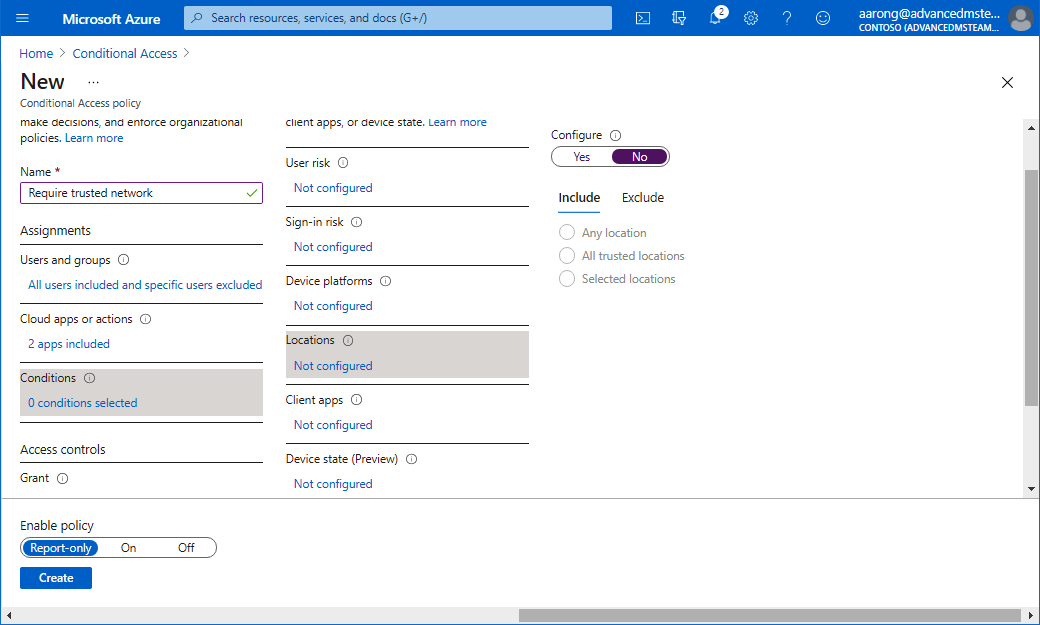 Microsoft Azure
Search resources, services, and docs (G+/)
2
aarong@advancedmste...
CONTOSO (ADVANCEDMSTEAM...
Home > Conditional Access >
New ...
Conditional Access policy
make decisions, and enforce organizational
policies. Learn more
Name *
Require trusted network
Assignments
Users and groups
All users included and specific users excluded
Cloud apps or actions
2 apps included
Conditions
0 conditions selected
Access controls
Grant
client apps, or device state. Learn more
User risk
Not configured
Sign-in risk
Not configured
Device platforms
Not configured
Locations
Not configured
Client apps
Not configured
Device state (Preview)
Not configured
Configure
Yes No
Include Exclude
Any location
All trusted locations
Selected locations
Enable policy
Report-only On Off
Create